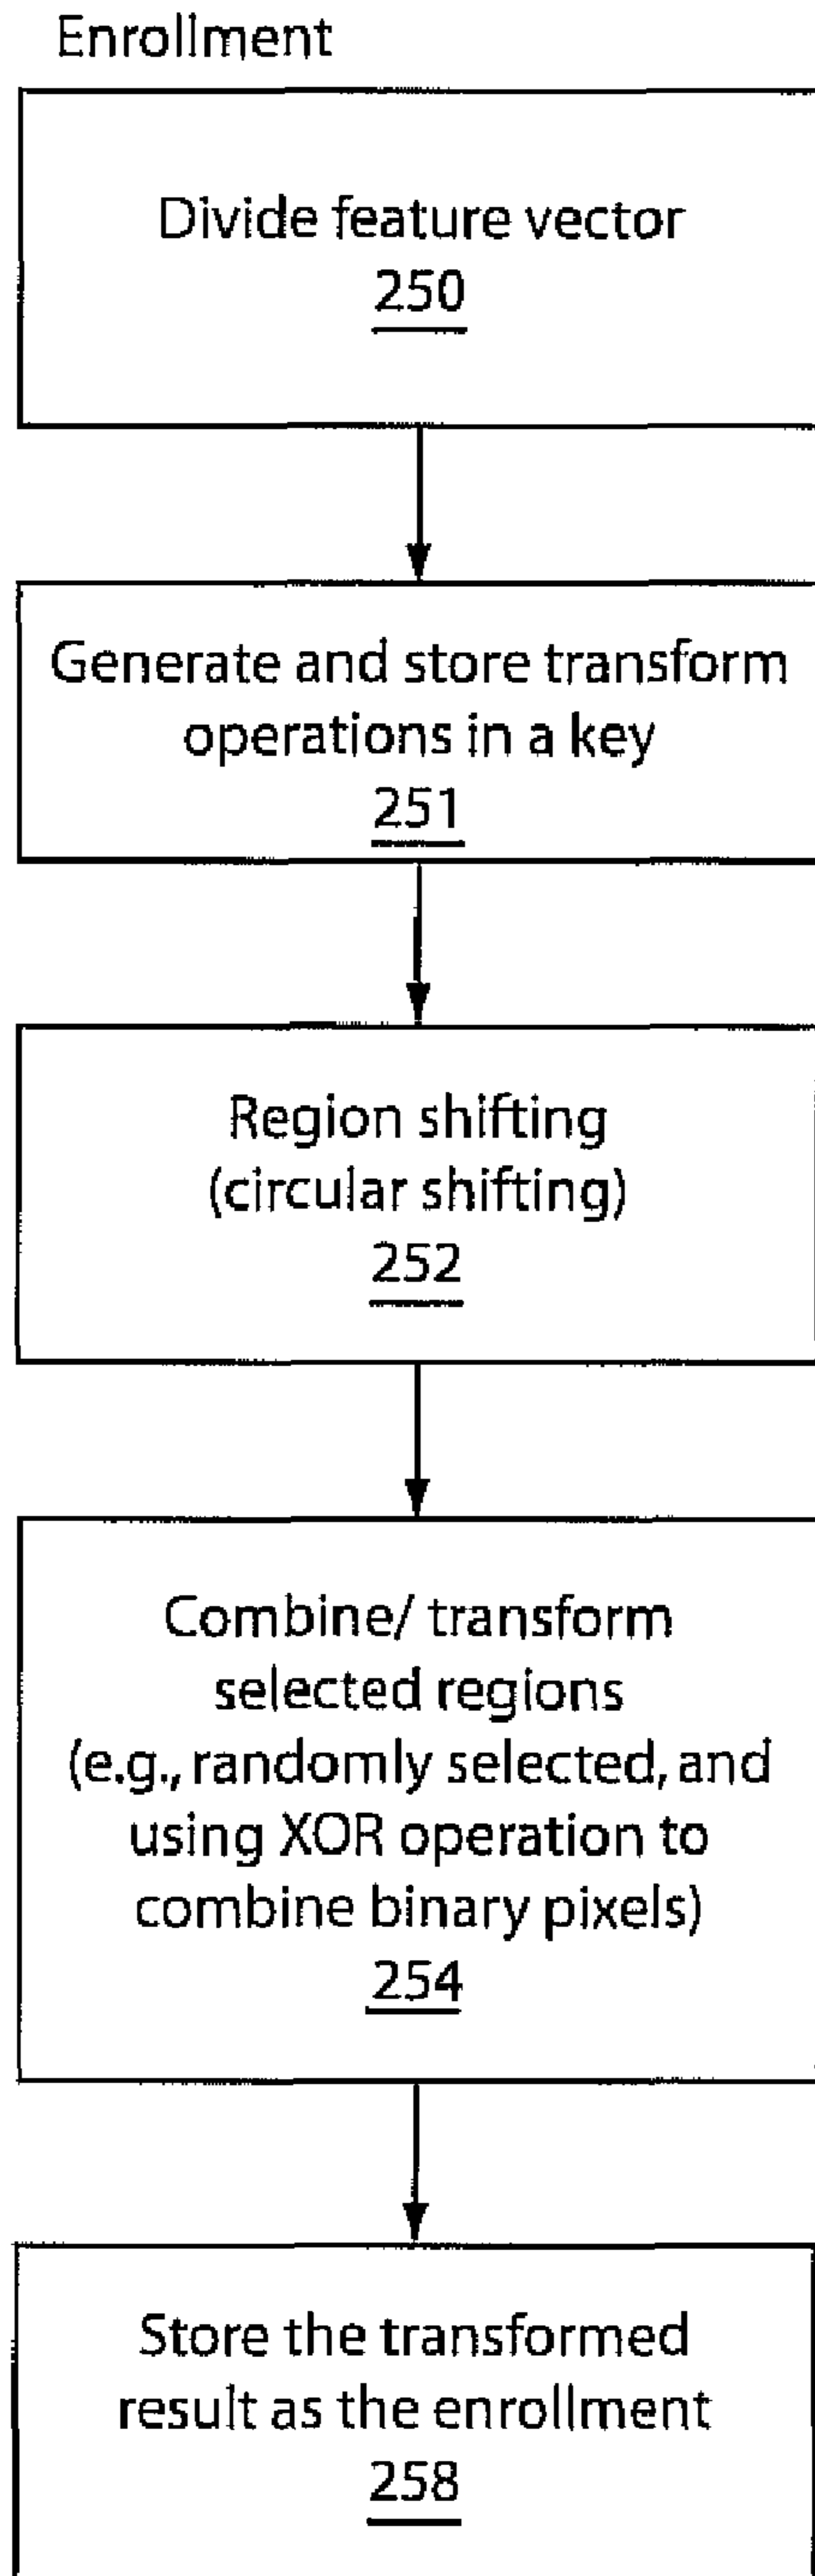 Enrollment
Divide feature vector
250
Generate and store transform
operations in a key
251
Region shifting
(circular shifting)
252
Combine/ transform
selected regions
(e.g., randomly selected, and
using XOR operation to
combine binary pixels)
254
Store the transformed
result as the enrollment
258